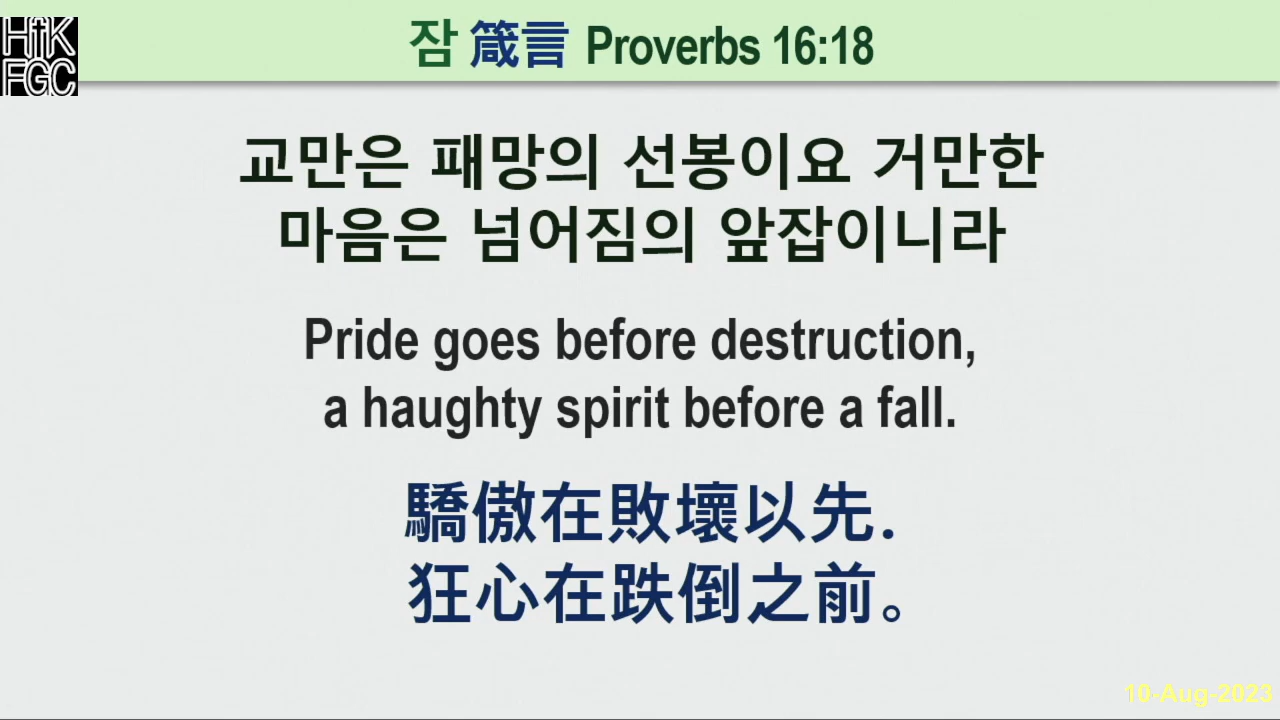 HfK
FGC
잠 箴言 Proverbs 16:18
교만은 패망의 선봉이요 거만한
마음은 넘어짐의 앞잡이니라
Pride goes before destruction,
a haughty spirit before a fall.
驕傲在敗壞以先.
狂心在跌倒之前。
10-Aug-2023